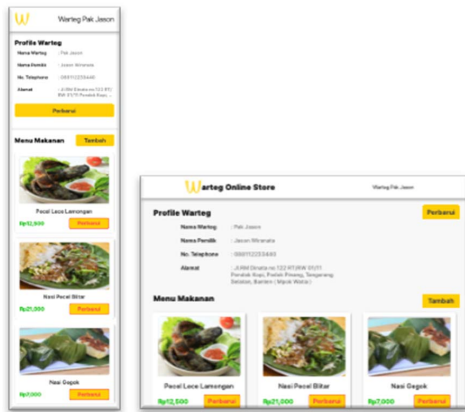 W
Warteg Pak Jason
Profile Warteg
Nama Warteg : Pak Jason
Nama Pemilik : Jason Wiranata
No. Telephone : 0881112233440
Alamat
Perbarui
Menu Makanan
Tambah
Pecel Lece Lamongan
Rp12,500
Perbarui
Nasi Pecel Blitar
Rp21,000
Perbarui
Nasi Gegok
Rp7,000
Perbarui
Warteg Online Store
Warteg Pak Jason
Profile Warteg
Perbarui
Nama Warteg : Pak Jason
Nama Pemilik : Jason Wiranata
No. Telephone
Alamat
Menu Makanan
Tambah
Pecel Lece Lamongan
Nasi Pecel Blitar
Nasi Gegok
Rp12,500
Perbarui
Rp21,000
Perbarui
Rp7,000
Perbarui